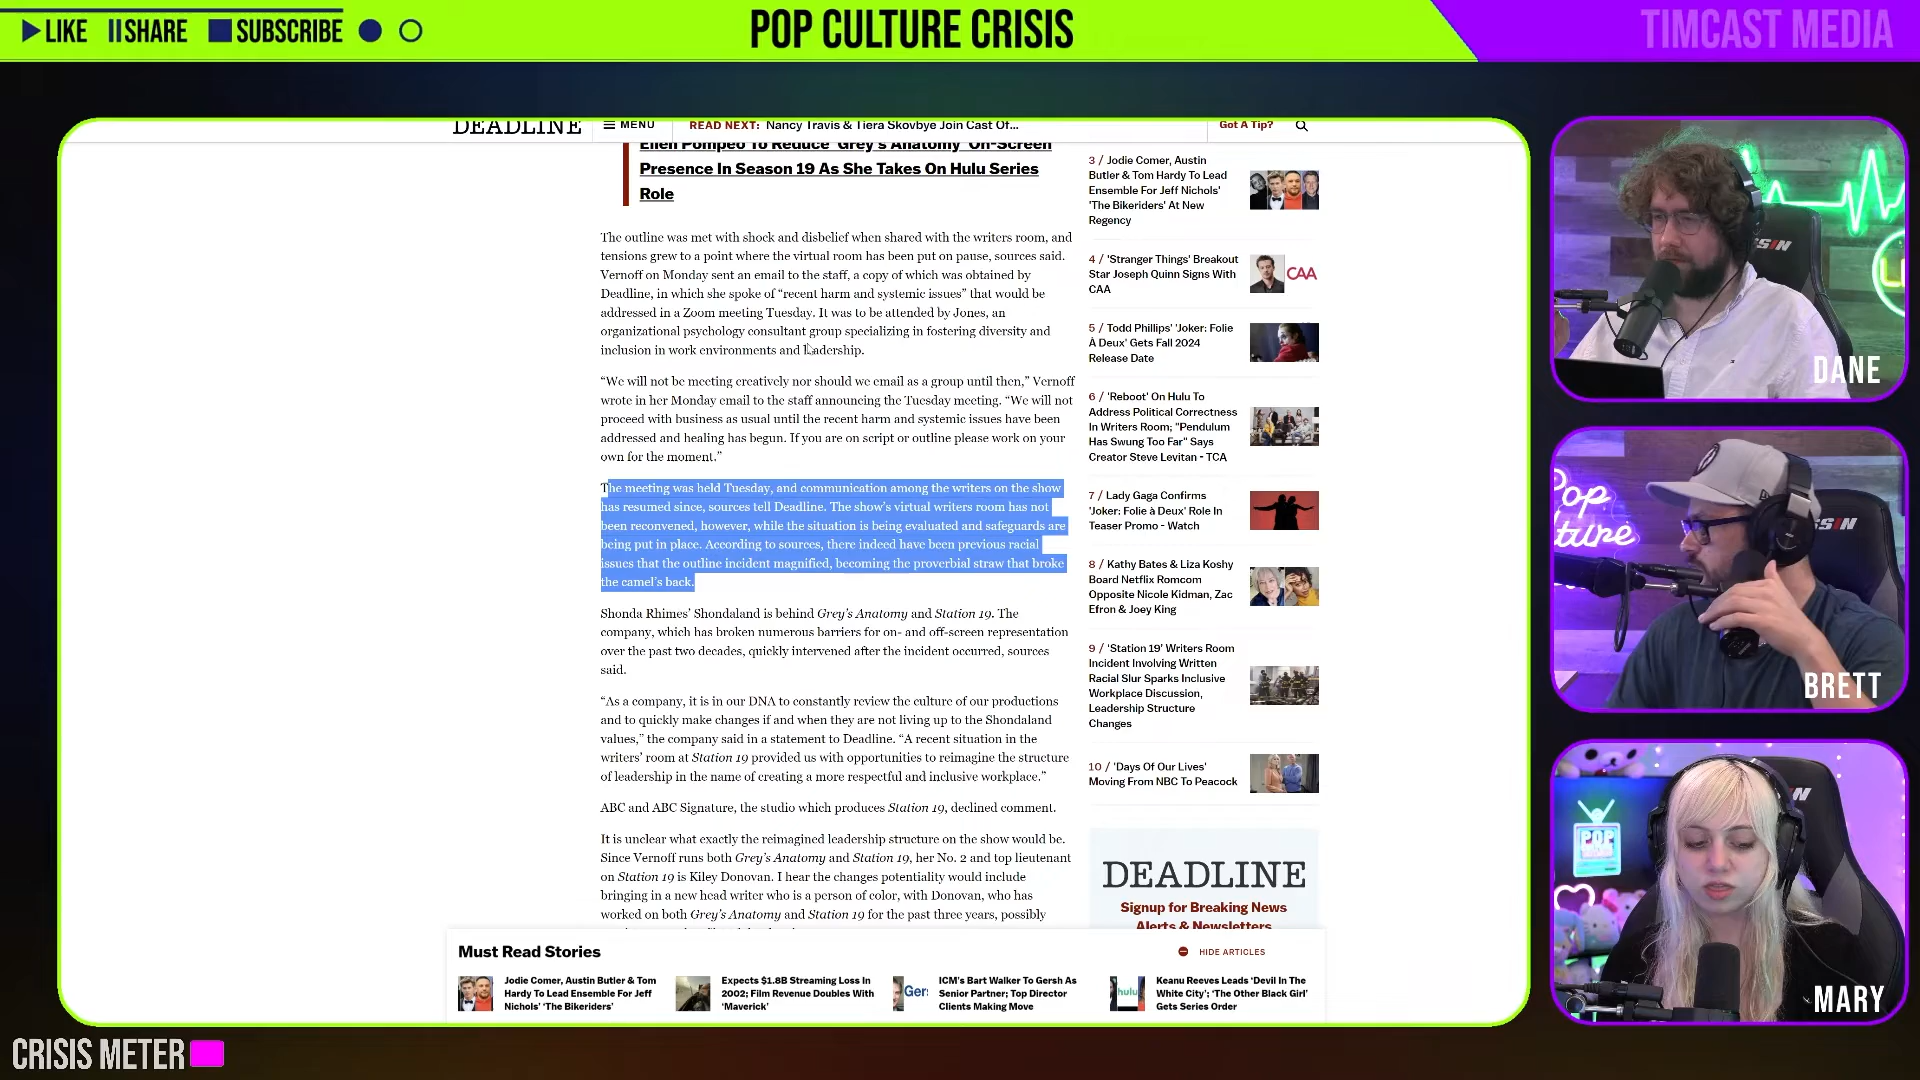 LIKE SHARE SUBSCRIBE
POP CULTURE CRISIS
TIMCAST MEDIA
DEADLINE
MENU
READ NEXT: Nancy Travis & Tiera Skovbye Join Cast Of...
Got A Tip?
Ellen Pompeo To Reduce 'Grey's Anatomy' On-Screen
Presence In Season 19 As She Takes On Hulu Series
Role
The outline was met with shock and disbelief when shared with the writers room, and
tensions grew to a point where the virtual room has been put on pause, sources said.
Vernoff on Monday sent an email to the staff, a copy of which was obtained by
Deadline, in which she spoke of “recent harm and systemic issues” that would be
addressed in a Zoom meeting Tuesday. It was to be attended by Jones, an
organizational psychology consultant group specializing in fostering diversity and
inclusion in work environments and leadership.
“We will not be meeting creatively nor should we email as a group until then,” Vernoff
wrote in her Monday email to the staff announcing the Tuesday meeting. “We will not
proceed with business as usual until the recent harm and systemic issues have been
addressed and healing has begun. If you are on script or outline please work on your
own for the moment.”
The meeting was held Tuesday, and communication among the writers on the show
has resumed since, sources tell Deadline. The show’s virtual writers room has not
been reconvened, however, while the situation is being evaluated and safeguards are
being put in place. According to sources, there indeed have been previous racial
issues that the outline incident magnified, becoming the proverbial straw that broke
the camel’s back.
Shonda Rhimes’ Shondaland is behind Grey’s Anatomy and Station 19. The
company, which has broken numerous barriers for on- and off-screen representation
over the past two decades, quickly intervened after the incident occurred, sources
said.
“As a company, it is in our DNA to constantly review the culture of our productions
and to quickly make changes if and when they are not living up to the Shondaland
values,” the company said in a statement to Deadline. “A recent situation in the
writers’ room at Station 19 provided us with opportunities to reimagine the structure
of leadership in the name of creating a more respectful and inclusive workplace.”
ABC and ABC Signature, the studio which produces Station 19, declined comment.
It is unclear what exactly the reimagined leadership structure on the show would be.
Since Vernoff runs both Grey’s Anatomy and Station 19, her No. 2 and top lieutenant
on Station 19 is Kiley Donovan. I hear the changes potentiality would include
bringing in a new head writer who is a person of color, with Donovan, who has
worked on both Grey’s Anatomy and Station 19 for the past three years, possibly
3 / Jodie Comer, Austin
Butler & Tom Hardy To Lead
Ensemble For Jeff Nichols'
'The Bikeriders' At New
Regency
4 / 'Stranger Things' Breakout
Star Joseph Quinn Signs With
CAA
CAA
5 / Todd Phillips' 'Joker: Folie
À Deux' Gets Fall 2024
Release Date
6 / 'Reboot' On Hulu To
Address Political Correctness
In Writers Room; "Pendulum
Has Swung Too Far" Says
Creator Steve Levitan - TCA
7 / Lady Gaga Confirms
'Joker: Folie à Deux' Role In
Teaser Promo - Watch
8 / Kathy Bates & Liza Koshy
Board Netflix Romcom
Opposite Nicole Kidman, Zac
Efron & Joey King
9 / 'Station 19' Writers Room
Incident Involving Written
Racial Slur Sparks Inclusive
Workplace Discussion,
Leadership Structure
Changes
10 / 'Days Of Our Lives'
Moving From NBC To Peacock
DEADLINE
Signup for Breaking News
Alerts & Newsletters
Must Read Stories
HIDE ARTICLES
Jodie Comer, Austin Butler & Tom
Hardy To Lead Ensemble For Jeff
Nichols' 'The Bikeriders'
Expects $1.8B Streaming Loss In
2002; Film Revenue Doubles With
'Maverick'
Ger
ICM's Bart Walker To Gersh As
Senior Partner; Top Director
Clients Making Move
hulu
Keanu Reeves Leads 'Devil In The
White City'; 'The Other Black Girl'
Gets Series Order
DANE
Pop
BRETT
POP
MARY
CRISIS METER